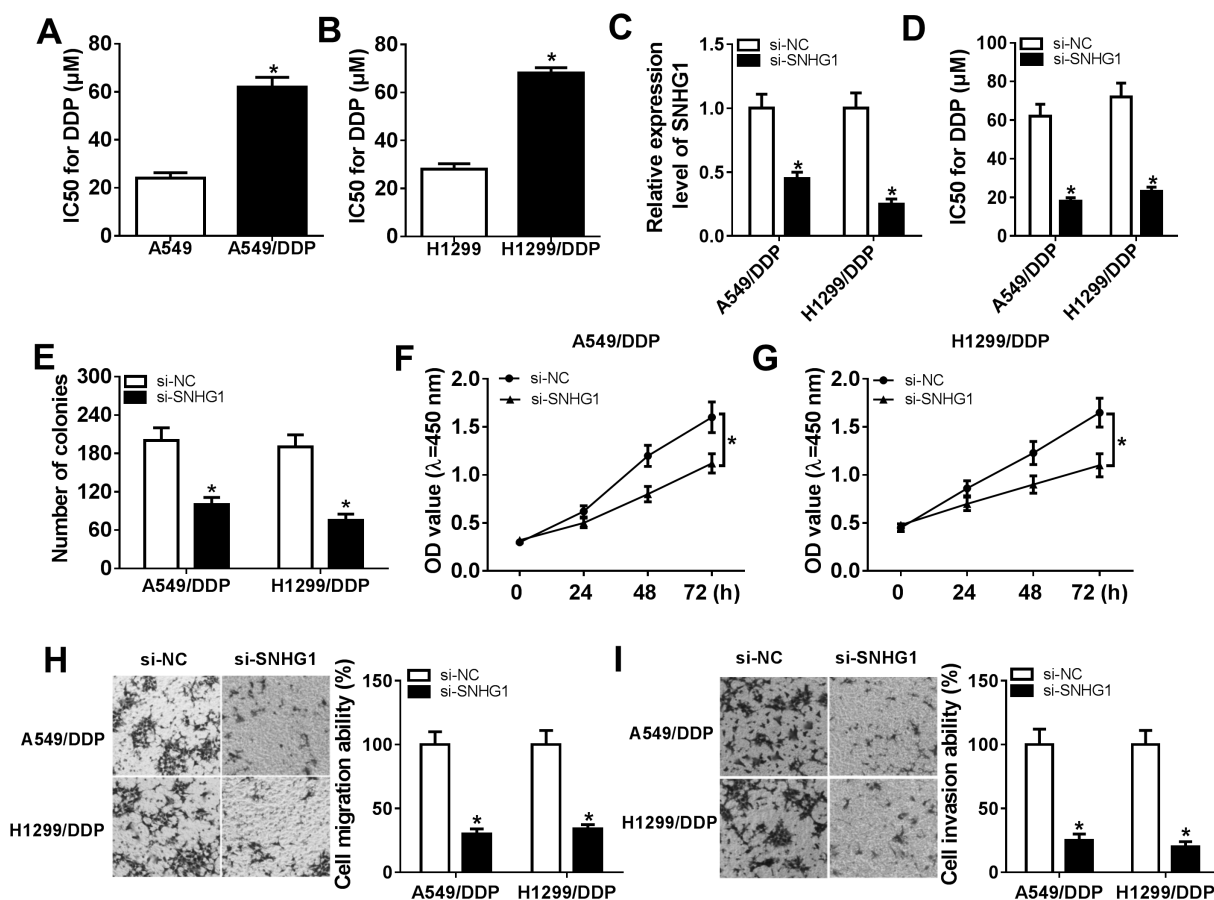 A
IC50 for DDP (μM)
80
60
40
20
0
*
A549
A549/DDP
B
IC50 for DDP (μM)
80
60
40
20
0
*
H1299
H1299/DDP
C
Relative expression
level of SNHG1
1.5
1.0
0.5
0.0
si-NC
si-SNHG1
*
*
A549/DDP
H1299/DDP
D
IC50 for DDP (μM)
100
80
60
40
20
0
si-NC
si-SNHG1
*
*
A549/DDP
H1299/DDP
E
Number of colonies
300
240
180
120
60
0
si-NC
si-SNHG1
*
*
A549/DDP
H1299/DDP
F
A549/DDP
OD value (λ=450 nm)
2.0
1.5
1.0
0.5
0.0
si-NC
si-SNHG1
*
0 24 48 72 (h)
G
H1299/DDP
OD value (λ=450 nm)
2.0
1.5
1.0
0.5
0.0
si-NC
si-SNHG1
*
0 24 48 72 (h)
H
si-NC si-SNHG1
A549/DDP
H1299/DDP
Cell migration ability (%)
150
100
50
0
si-NC
si-SNHG1
*
*
A549/DDP
H1299/DDP
I
si-NC si-SNHG1
A549/DDP
H1299/DDP
Cell invasion ability (%)
150
100
50
0
si-NC
si-SNHG1
*
*
A549/DDP
H1299/DDP